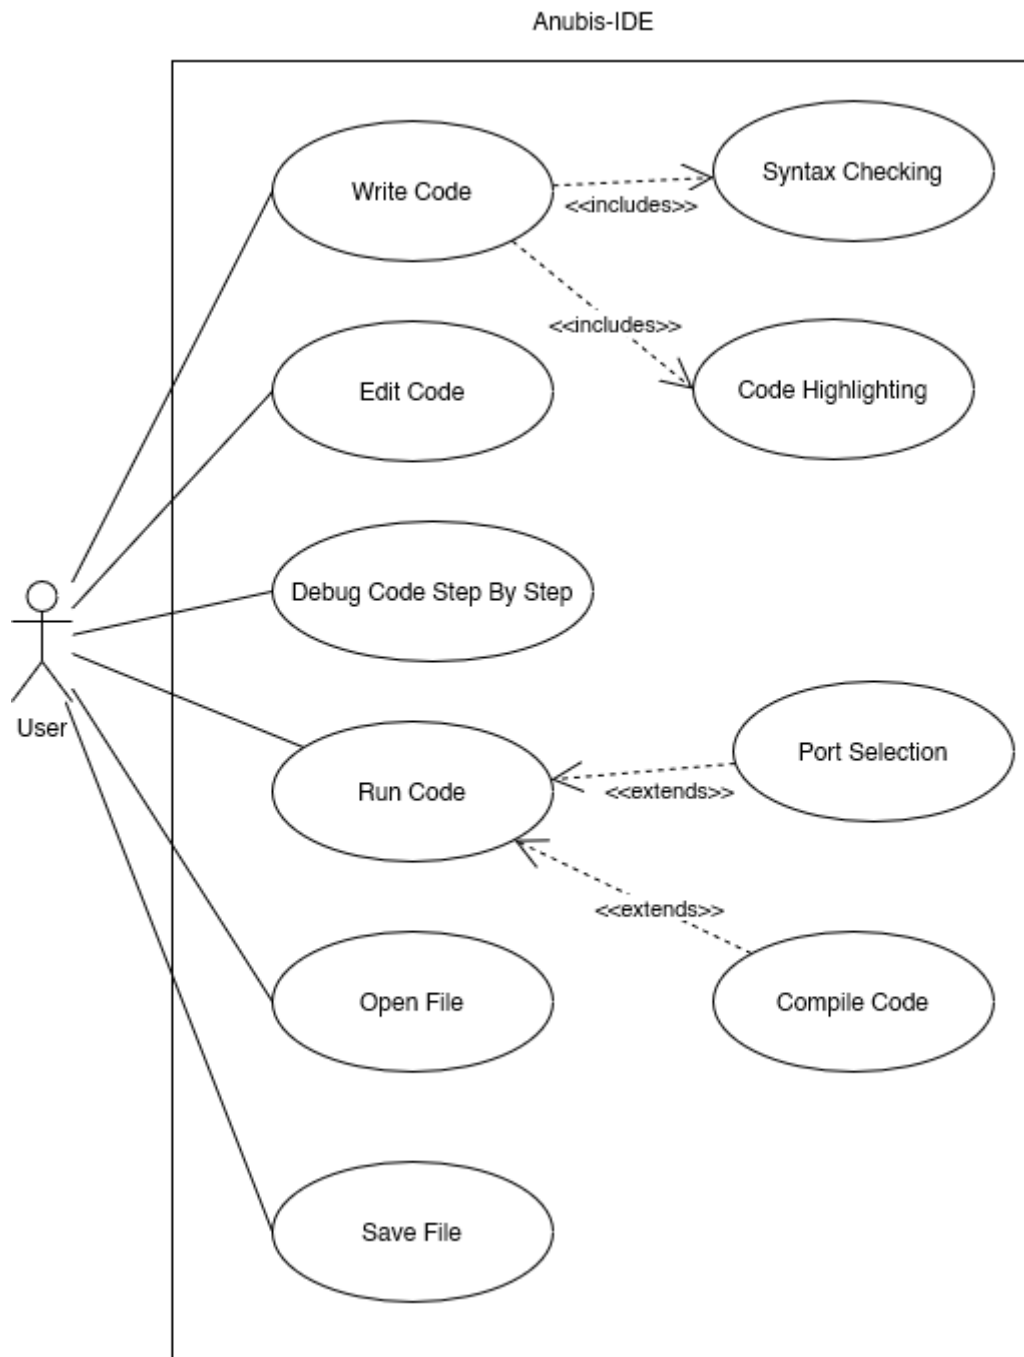 Anubis-IDE
Write Code
Syntax Checking
<<includes>>
<<includes>>
Edit Code
Code Highlighting
Debug Code Step By Step
User
Run Code
Port Selection
<<extends>>
<<extends>>
Open File
Compile Code
Save File